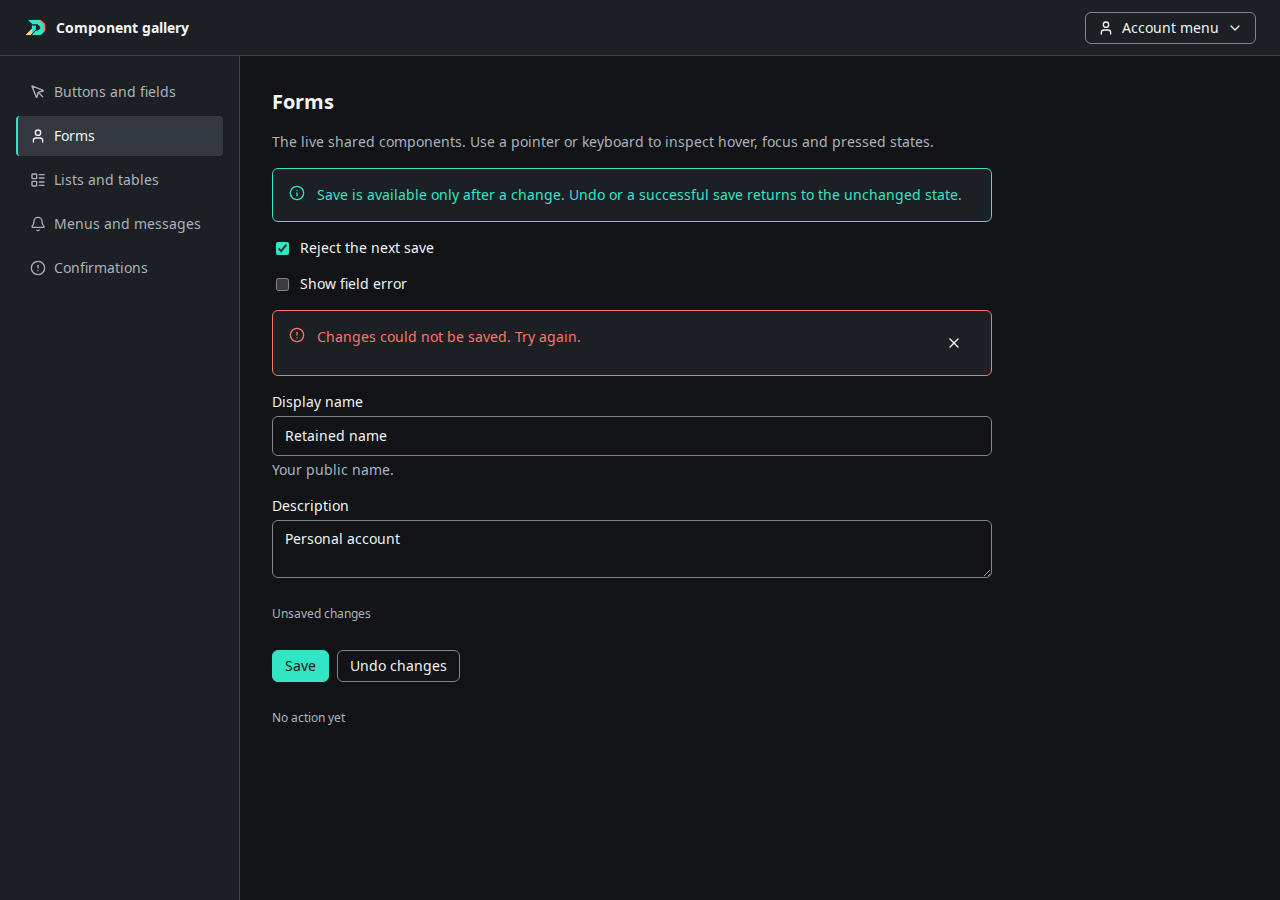 Component gallery
Account menu
Buttons and fields
Forms
Lists and tables
Menus and messages
Confirmations
Forms
The live shared components. Use a pointer or keyboard to inspect hover, focus and pressed states.
Save is available only after a change. Undo or a successful save returns to the unchanged state.
Reject the next save
Show field error
Changes could not be saved. Try again.
Display name
Retained name
Your public name.
Description
Personal account
Unsaved changes
Save
Undo changes
No action yet